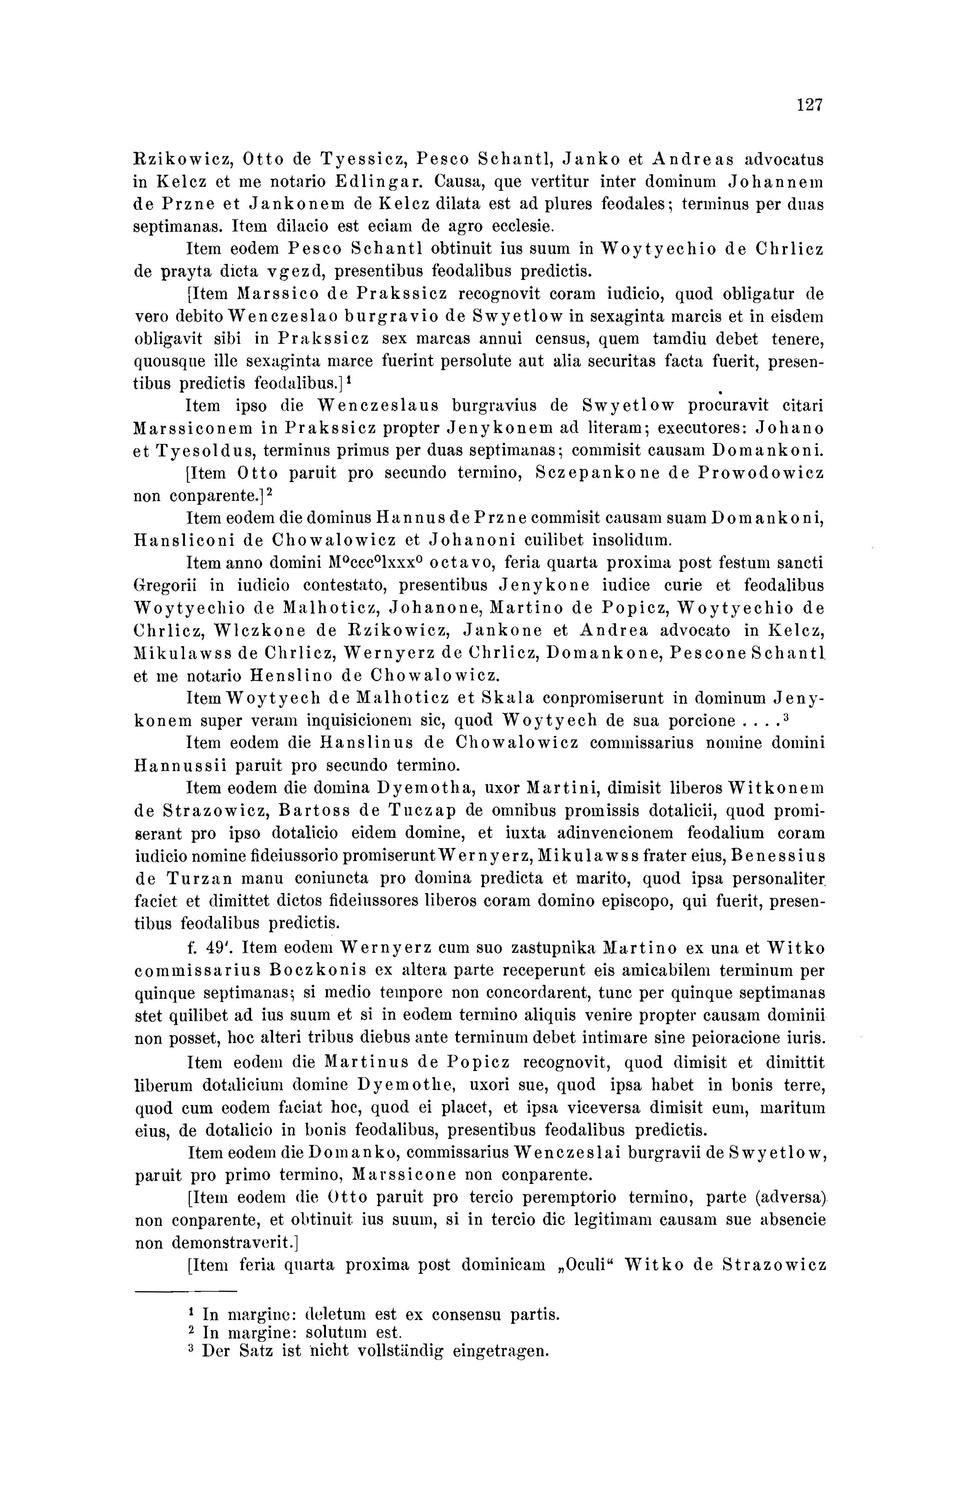 127
Rzikowicz, Otto de Tyessicz, Pesco Schantl, Janko et Andreas advocatus
in Kelcz et me notario Edlingar. Causa, que vertitur inter dominum Johannem
de Przne et Jankonem de Kelcz dilata est ad plures feodales; terminus per duas
septimanas. Item dilacio est eciam de agro ecclesie.
Item eodem Pesco Schantl obtinuit ius suum in Woytyechio de Chrlicz
de prayta dicta vgezd, presentibus feodalibus predictis.
[Item Marssico de Prakssicz recognovit coram iudicio, quod obligatur de
vero debito Wenczeslao burgravio de Swyetlow in sexaginta marcis et in eisdem
obligavit sibi in Prakssicz sex marcas annui census, quem tamdiu debet tenere,
quousque ille sexaginta marce fuerint persolute aut alia securitas facta fuerit, presen-
tibus predictis feodalibus.] ¹
Item ipso die Wenczeslaus burgravius de Swyetlow procuravit citari
Marssiconem in Prakssicz propter Jenykonem ad literam; executores: Johano
et Tyesoldus, terminus primus per duas septimanas; commisit causam Domankoni.
[Item Otto paruit pro secundo termino, Sczepankone de Prowodowicz
non conparente.] ²
Item eodem die dominus Hannus de Przne commisit causam suam Domankoni,
Hansliconi de Chowalowicz et Johanoni cuilibet insolidum.
Item anno domini M⁰ccc⁰lxxx⁰ octavo, feria quarta proxima post festum sancti
Gregorii in iudicio contestato, presentibus Jenykone iudice curie et feodalibus
Woytyechio de Malhoticz, Johanone, Martino de Popicz, Woytyechio de
Chrlicz, Wlczkone de Rzikowicz, Jankone et Andrea advocato in Kelcz,
Mikulawss de Chrlicz, Wernyerz de Chrlicz, Domankone, Pescone Schantl
et me notario Henslino de Chowalowicz.
Item Woytyech de Malhoticz et Skala conpromiserunt in dominum Jeny-
konem super veram inquisicionem sic, quod Woytyech de sua porcione . . . . ³
Item eodem die Hanslinus de Chowalowicz commissarius nomine domini
Hannussii paruit pro secundo termino.
Item eodem die domina Dyemotha, uxor Martini, dimisit liberos Witkonem
de Strazowicz, Bartoss de Tuczap de omnibus promissis dotalicii, quod promi-
serant pro ipso dotalicio eidem domine, et iuxta adinvencionem feodalium coram
iudicio nomine fideiussorio promiserunt Wernyerz, Mikulawss frater eius, Benessius
de Turzan manu coniuncta pro domina predicta et marito, quod ipsa personaliter
faciet et dimittet dictos fideiussores liberos coram domino episcopo, qui fuerit, presen-
tibus feodalibus predictis.
f. 49'. Item eodem Wernyerz cum suo zastupnika Martino ex una et Witko
commissarius Boczkonis ex altera parte receperunt eis amicabilem terminum per
quinque septimanas; si medio tempore non concordarent, tunc per quinque septimanas
stet quilibet ad ius suum et si in eodem termino aliquis venire propter causam dominii
non posset, hoc alteri tribus diebus ante terminum debet intimare sine peioracione iuris.
Item eodem die Martinus de Popicz recognovit, quod dimisit et dimittit
liberum dotalicium domine Dyemothe, uxori sue, quod ipsa habet in bonis terre,
quod cum eodem faciat hoc, quod ei placet, et ipsa viceversa dimisit eum, maritum
eius, de dotalicio in bonis feodalibus, presentibus feodalibus predictis.
Item eodem die Domanko, commissarius Wenczeslai burgravii de Swyetlow,
paruit pro primo termino, Marssicone non conparente.
[Item eodem die Otto paruit pro tercio peremptorio termino, parte (adversa)
non conparente, et obtinuit ius suum, si in tercio die legitimam causam sue absencie
non demonstraverit.]
[Item feria quarta proxima post dominicam „Oculi“ Witko de Strazowicz
¹ In margine: deletum est ex consensu partis.
² In margine: solutum est.
³ Der Satz ist nicht vollständig eingetragen.